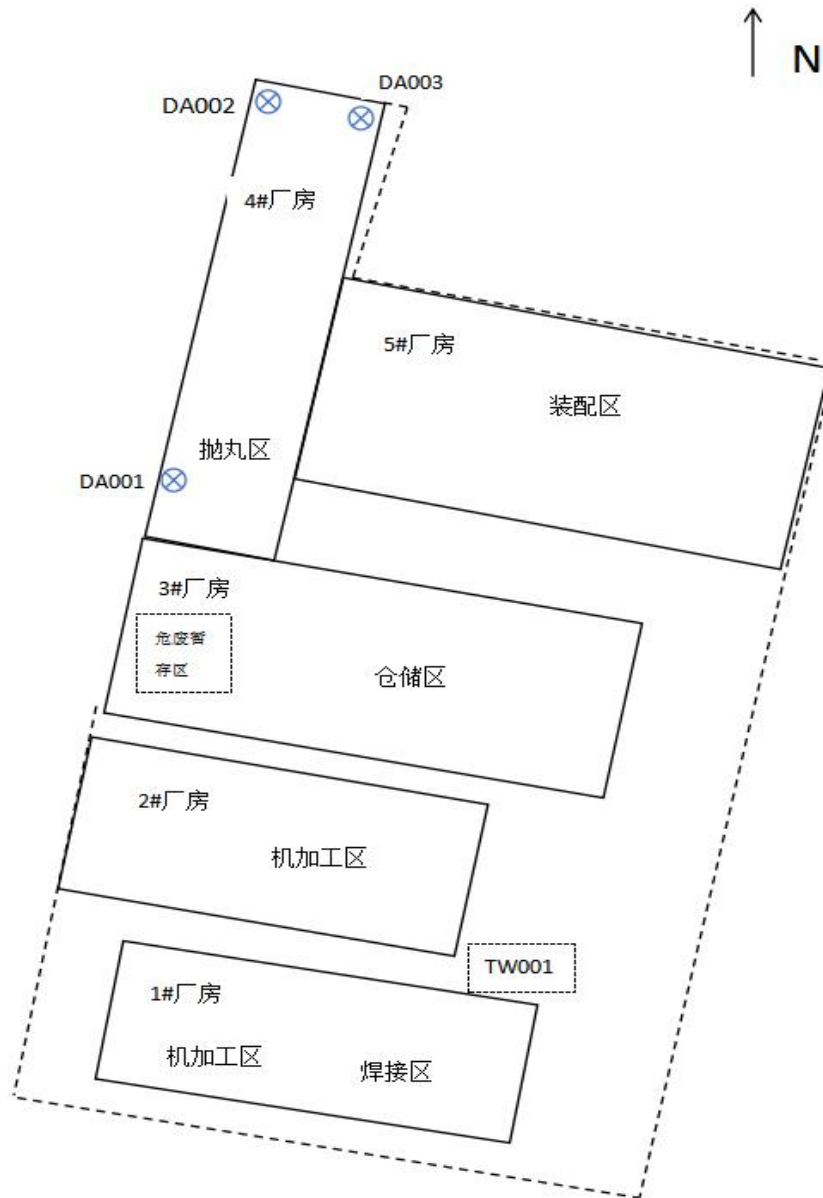 N
DA003
DA002
4#厂房
5#厂房
装配区
抛丸区
DA001
3#厂房
危废暂
存区
仓储区
2#厂房
机加工区
TW001
1#厂房
机加工区
焊接区